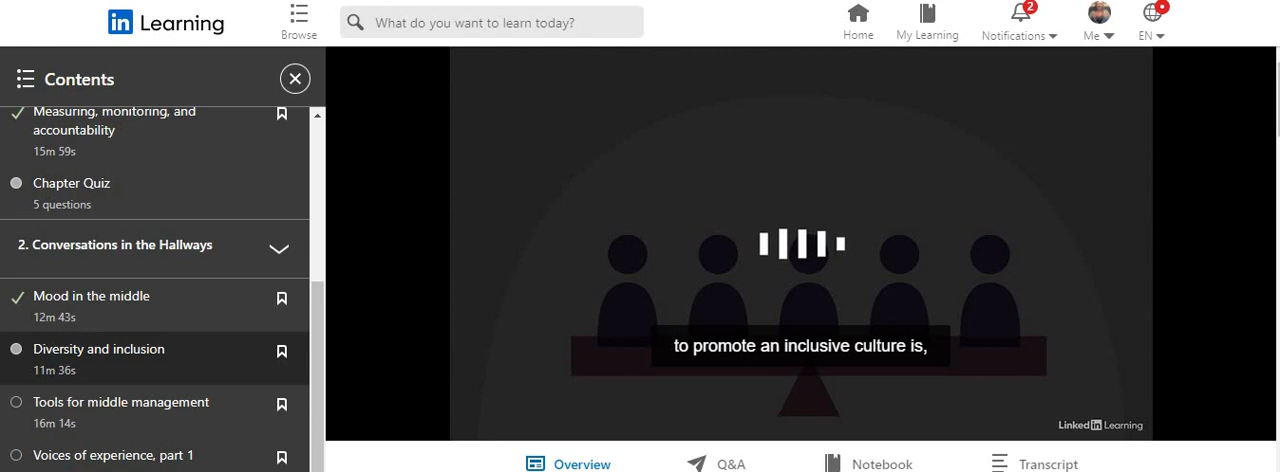 in Learning
Browse
What do you want to learn today?
Home
My Learning
2
Notifications
Me
EN
Contents
Measuring, monitoring, and
accountability
15m 59s
Chapter Quiz
5 questions
2. Conversations in the Hallways
Mood in the middle
12m 43s
Diversity and inclusion
11m 36s
Tools for middle management
16m 14s
Voices of experience, part 1
to promote an inclusive culture is,
Linked in Learning
Overview
Q&A
Notebook
Transcript